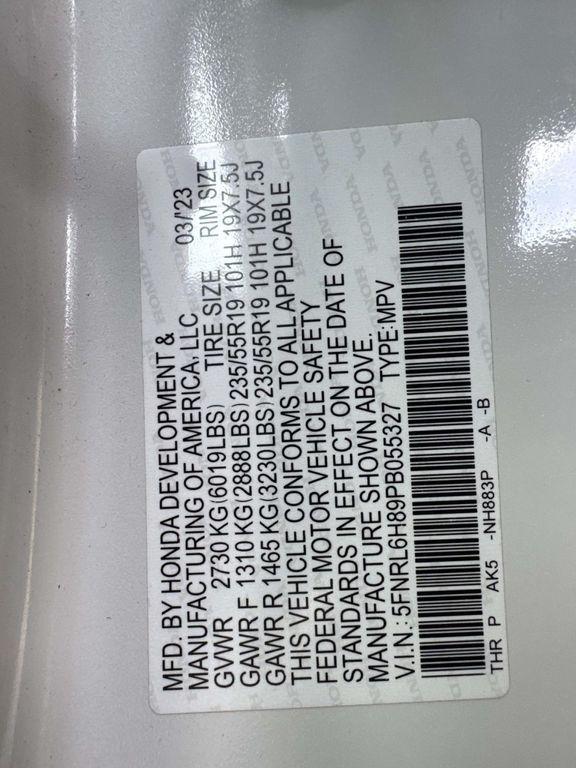 MFD. BY HONDA DEVELOPMENT &
MANUFACTURING OF AMERICA, LLC 03/'23
GVWR 2730 KG(6019LBS) TIRE SIZE RIM SIZE
GAWR F 1310 KG(2888LBS)235/55R19 101H 19X7.5J
GAWR R 1465 KG(3230LBS)235/55R19 101H 19X7.5J
THIS VEHICLE CONFORMS TO ALL APPLICABLE
FEDERAL MOTOR VEHICLE SAFETY
STANDARDS IN EFFECT ON THE DATE OF
MANUFACTURE SHOWN ABOVE.
V.I.N.: 5FNRL6H89PB055327 TYPE:MPV
THR P AK5 -NH883P -A -B